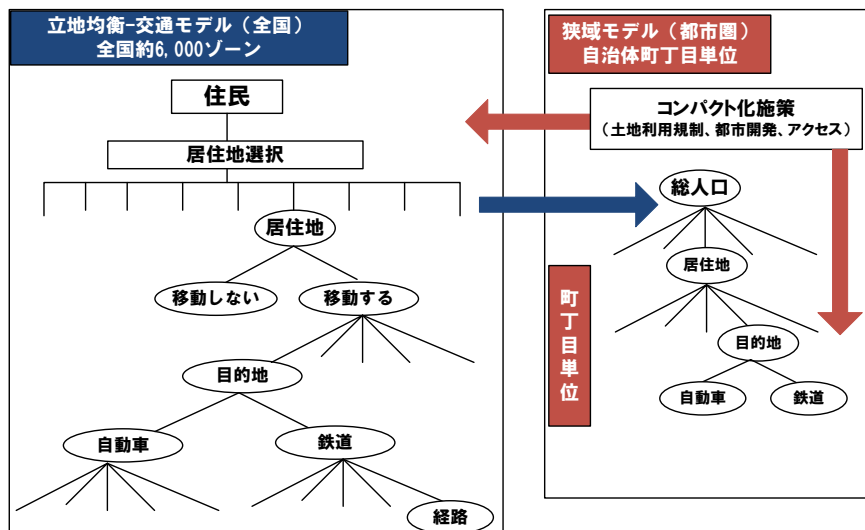 立地均衡-交通モデル（全国）
全国約6,000ゾーン
住民
居住地選択
居住地
移動しない
移動する
目的地
自動車
鉄道
経路
狭域モデル（都市圏）
自治体町丁目単位
コンパクト化施策
（土地利用規制、都市開発、アクセス）
総人口
居住地
町丁目単位
目的地
自動車
鉄道